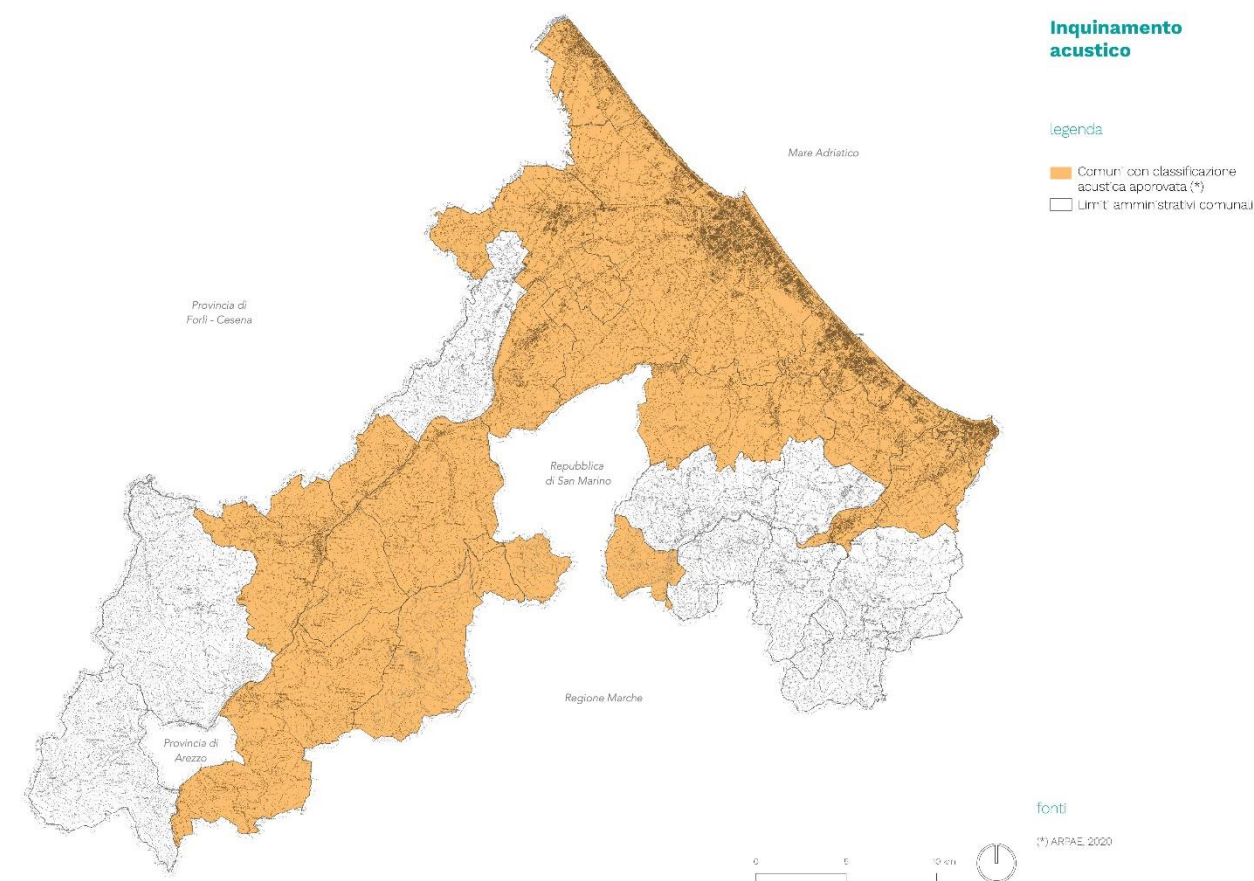 Inquinamento
acustico
legenda
Mare Adriatico
Comuni con classificazione
acustica approvata (*)
Limiti amministrativi comunali
Provincia di
Forlì - Cesena
Repubblica
di San Marino
Regione Marche
Provincia di
Arezzo
fonti
(*) ARPAE, 2020
0 5 10 km